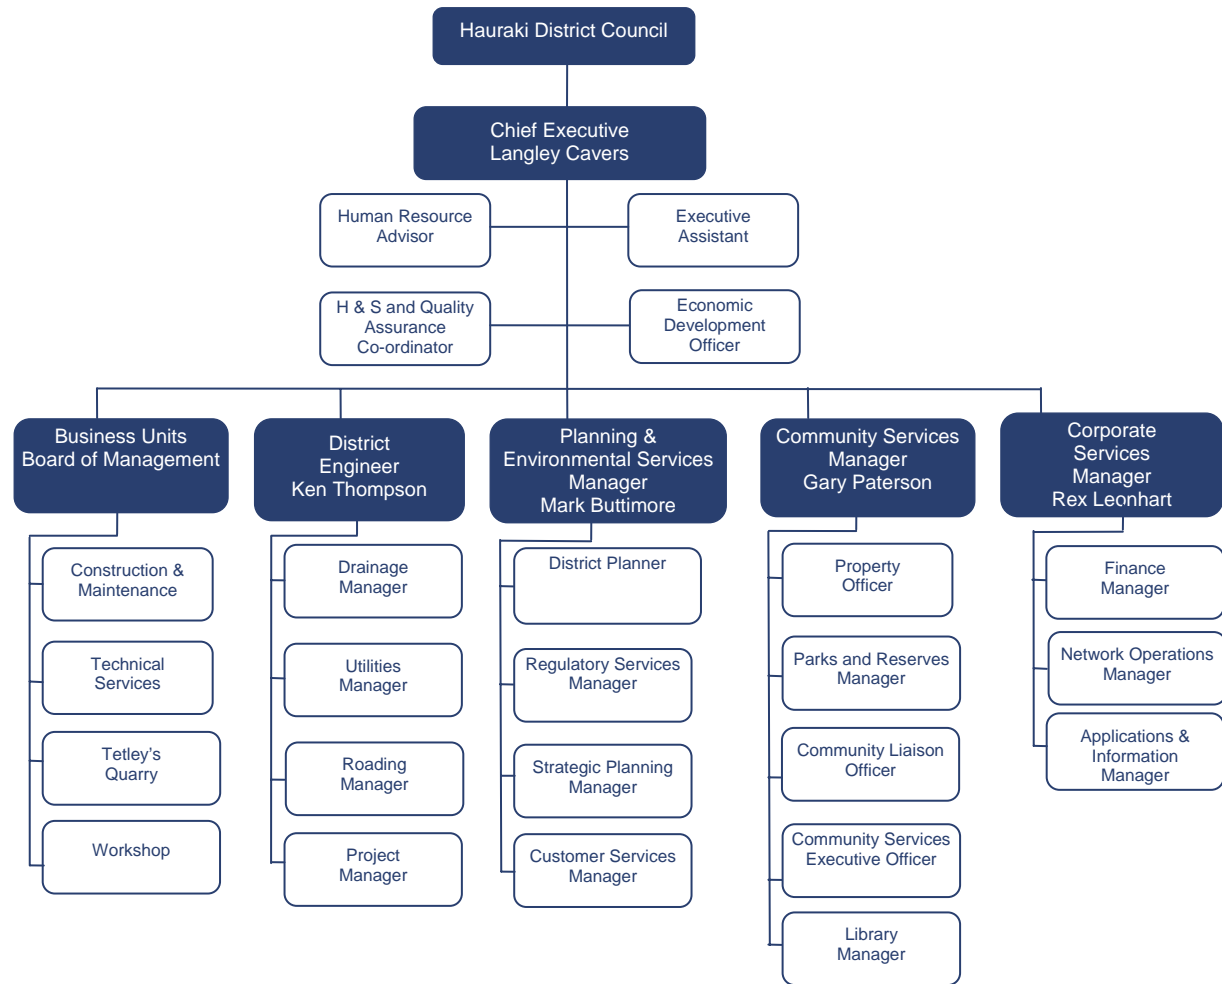 Hauraki District Council
Chief Executive
Langley Cavers
Human Resource
Advisor
Executive
Assistant
H & S and Quality
Assurance
Co-ordinator
Economic
Development
Officer
Business Units
Board of Management
District
Engineer
Ken Thompson
Planning &
Environmental Services
Manager
Mark Buttimore
Community Services
Manager
Gary Paterson
Corporate
Services
Manager
Rex Leonhart
Construction &
Maintenance
Technical
Services
Tetley's
Quarry
Workshop
Drainage
Manager
Utilities
Manager
Roading
Manager
Project
Manager
District Planner
Regulatory Services
Manager
Strategic Planning
Manager
Customer Services
Manager
Property
Officer
Parks and Reserves
Manager
Community Liaison
Officer
Community Services
Executive Officer
Library
Manager
Finance
Manager
Network Operations
Manager
Applications &
Information
Manager